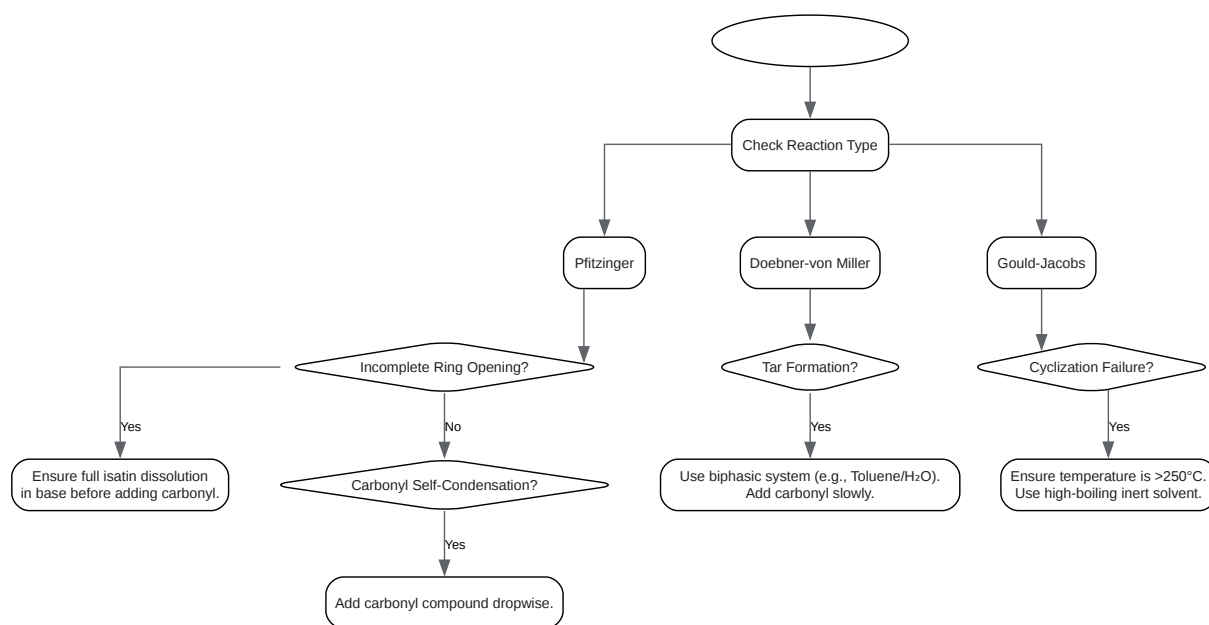 Check Reaction Type
Pfitzinger
Doebner-von Miller
Gould-Jacobs
Incomplete Ring Opening?
Tar Formation?
Cyclization Failure?
Yes
No
Yes
Yes
Ensure full isatin dissolution
in base before adding carbonyl.
Carbonyl Self-Condensation?
Use biphasic system (e.g., Toluene/H₂O).
Add carbonyl slowly.
Ensure temperature is >250°C.
Use high-boiling inert solvent.
Yes
Add carbonyl compound dropwise.